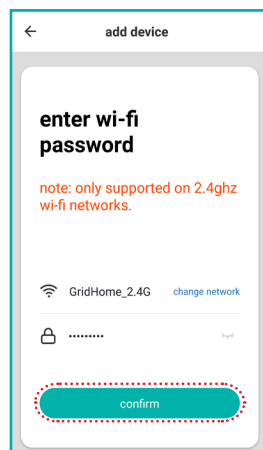 add device
enter wi-fi
password
note: only supported on 2.4ghz
wi-fi networks.
GridHome_2.4G change network
•••••••••
confirm